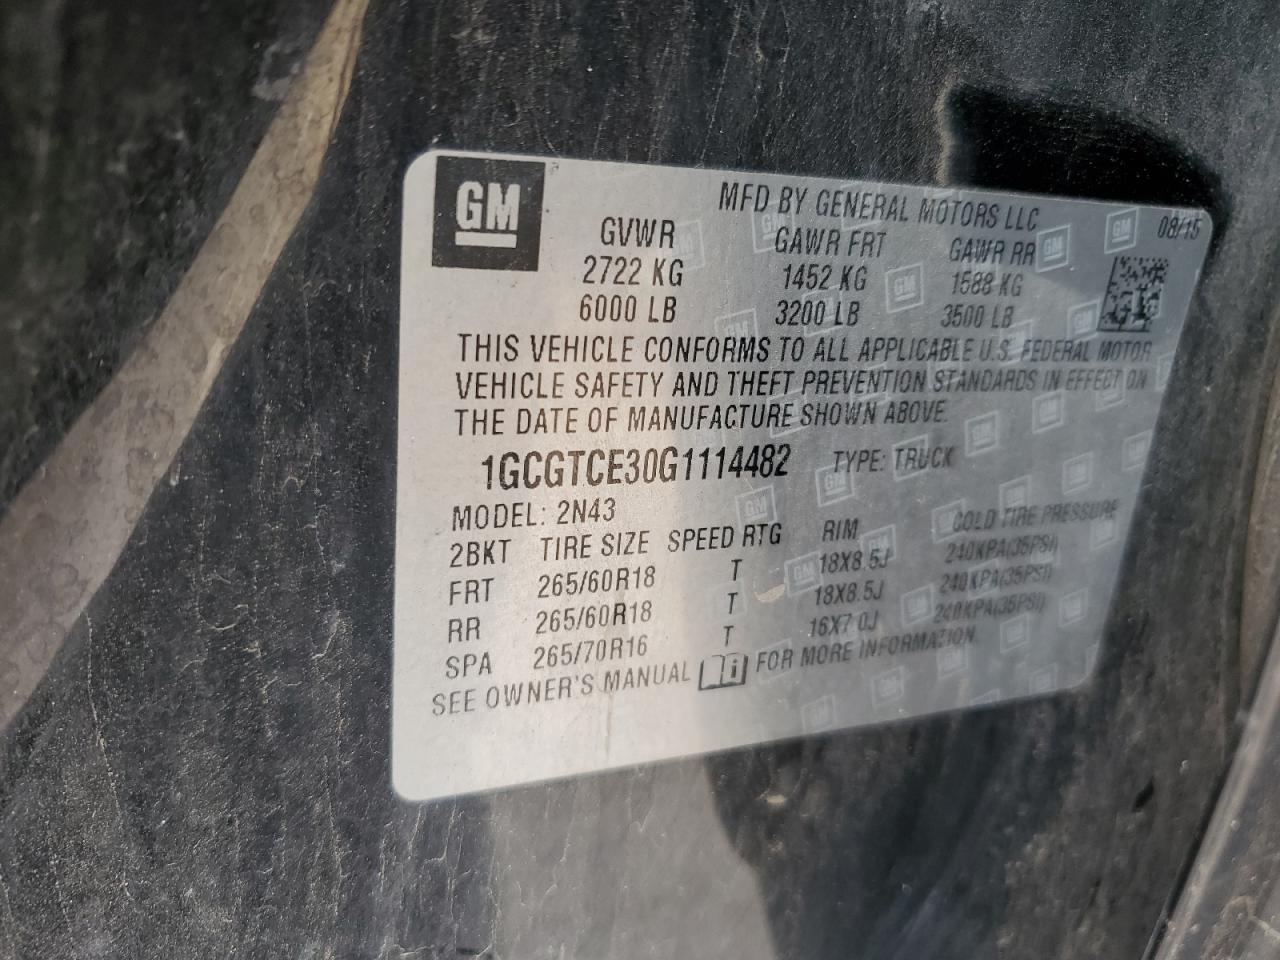 GM
MFD BY GENERAL MOTORS LLC
08/15
GVWR GAWR FRT GAWR RR
2722 KG 1452 KG 1588 KG
6000 LB 3200 LB 3500 LB
THIS VEHICLE CONFORMS TO ALL APPLICABLE U.S. FEDERAL MOTOR
VEHICLE SAFETY AND THEFT PREVENTION STANDARDS IN EFFECT ON
THE DATE OF MANUFACTURE SHOWN ABOVE.
1GCGTCE30G1114482 TYPE: TRUCK
MODEL: 2N43
2BKT TIRE SIZE SPEED RTG RIM COLD TIRE PRESSURE
FRT 265/60R18 T 18X8.5J 240KPA(35PSI)
RR 265/60R18 T 18X8.5J 240KPA(35PSI)
SPA 265/70R16 T 16X7.0J 240KPA(35PSI)
SEE OWNER'S MANUAL FOR MORE INFORMATION.